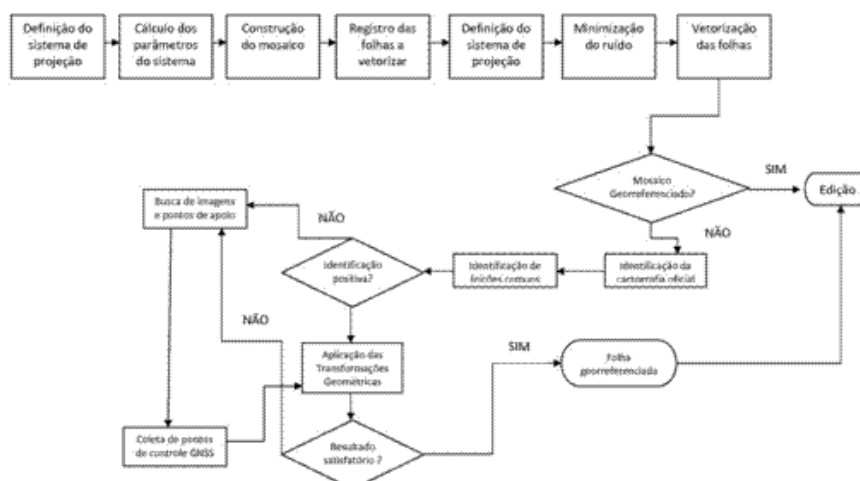 Definição do
sistema de
projeção
Cálculo dos
parâmetros
do sistema
Construção
do mosaico
Registro das
folhas a
vetorizar
Definição do
sistema de
projeção
Minimização
do ruído
Vetorização
das folhas
Mosaico
Georreferenciado?
SIM
Edição
NÃO
Identificação da
cartografia oficial
Identificação de
feições comuns
Identificação
positiva?
NÃO
Busca de imagens
e pontos de apoio
NÃO
Aplicação das
Transformações
Geométricas
Coleta de pontos
de controle GNSS
Resultado
satisfatório ?
SIM
Folha
georreferenciada